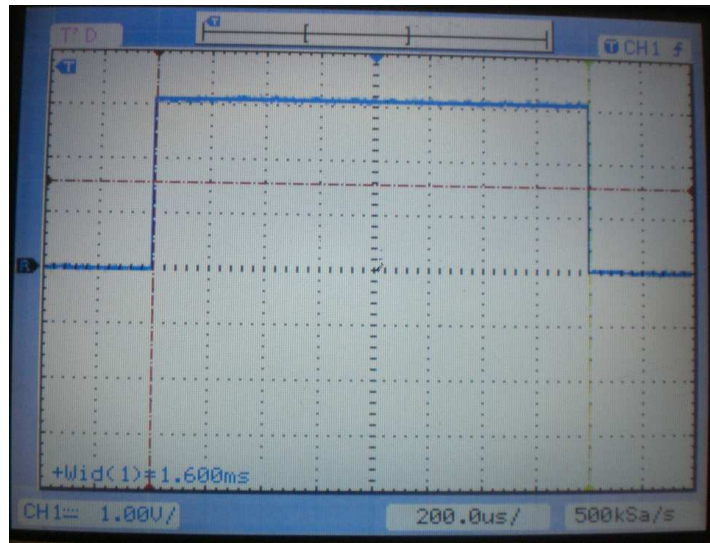 T'D
T
T CH1
T
R
+Wid(1)=1.600ms
CH1 1.00V/
200.0us/
500kSa/s